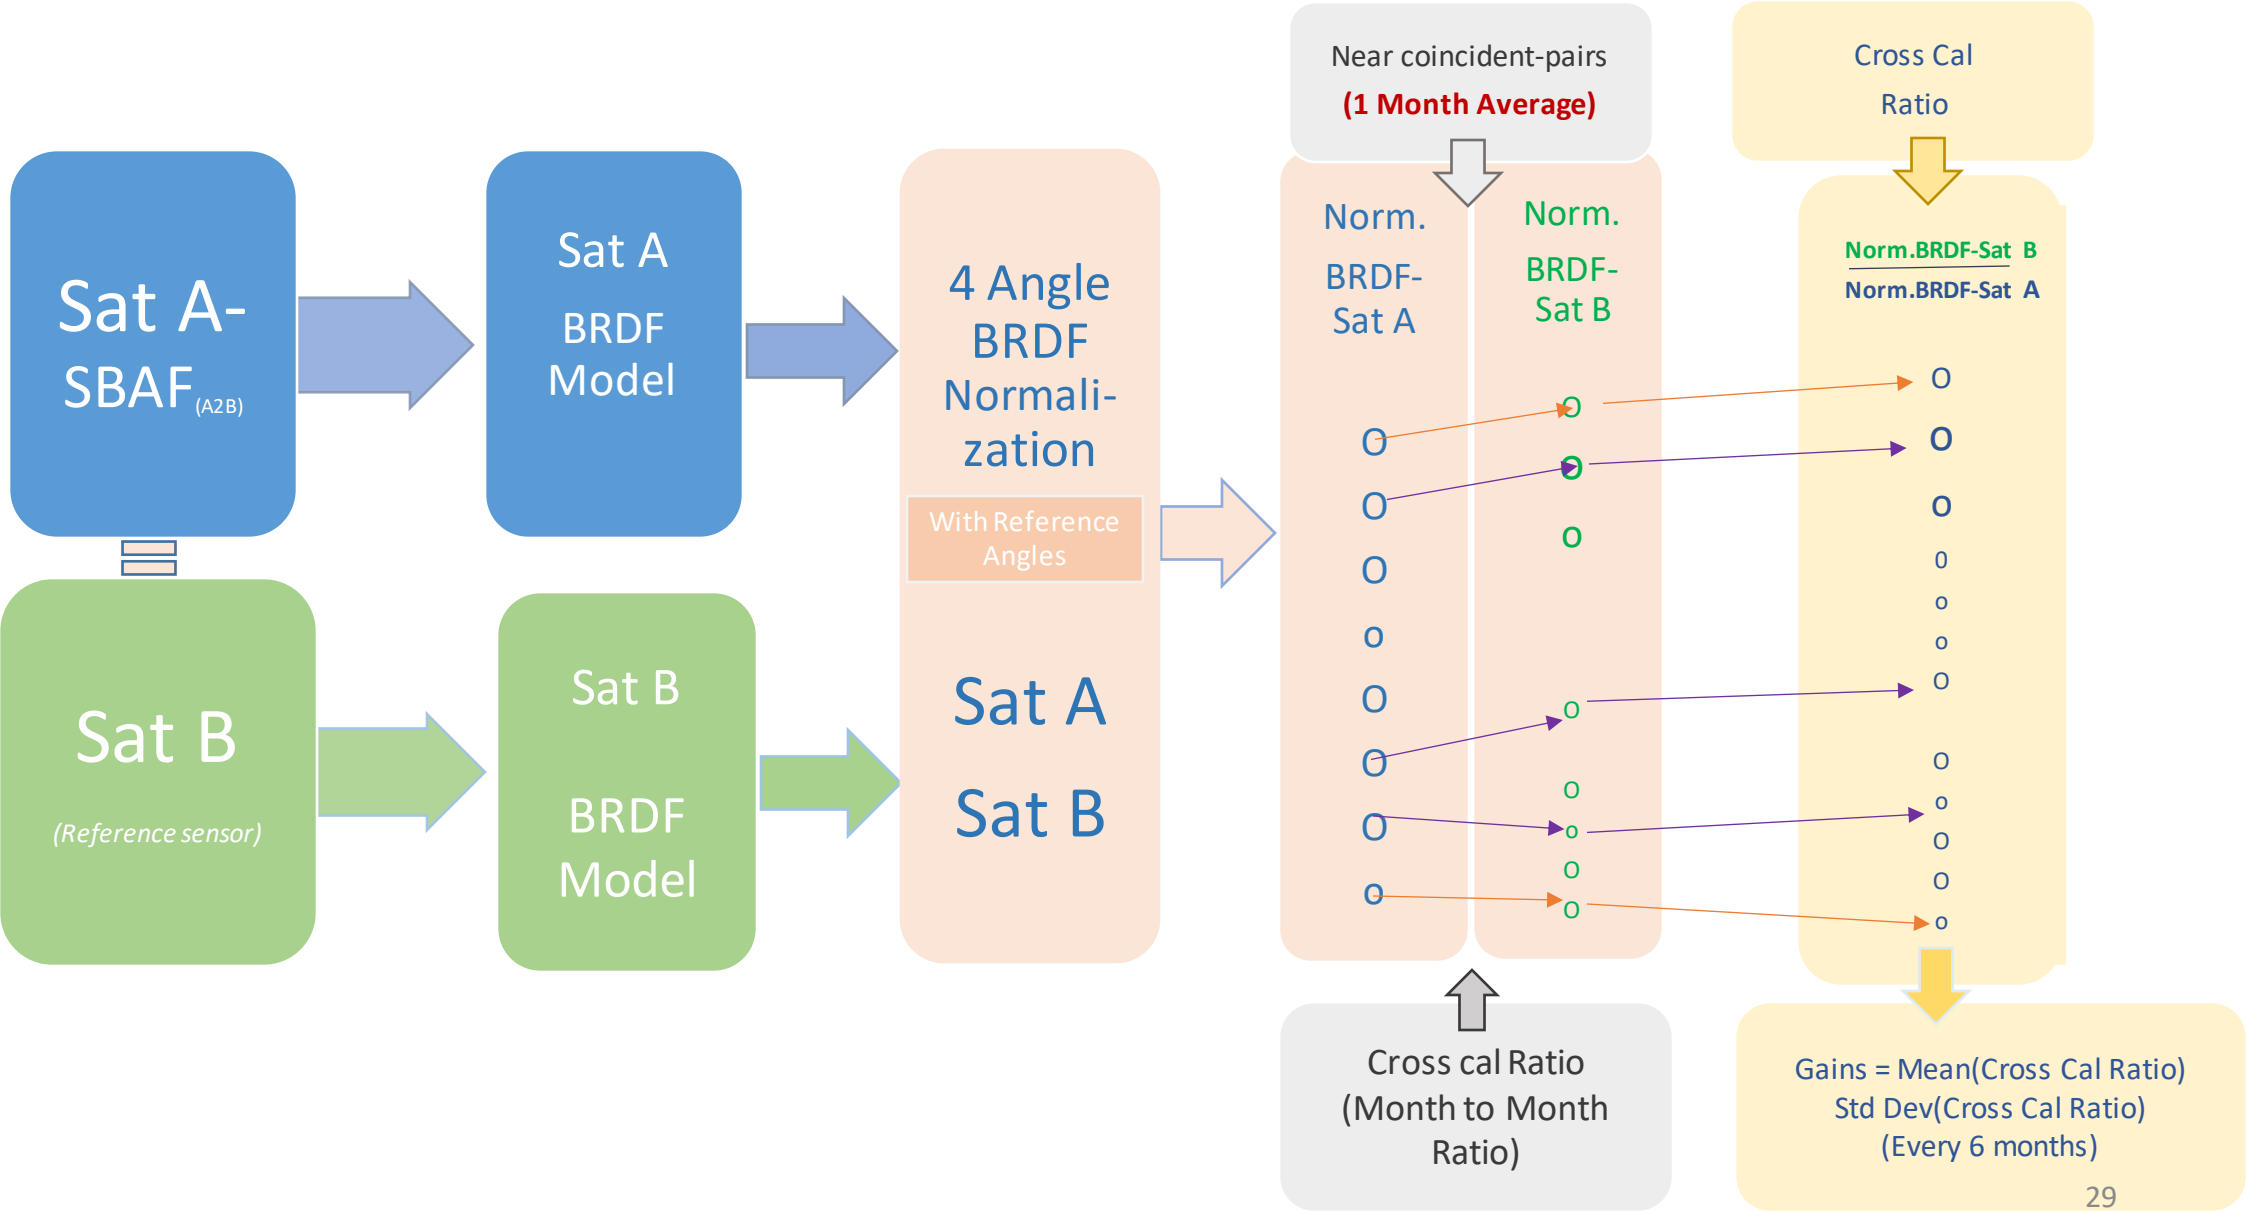 Sat A-
SBAF(A2B)
Sat B
(Reference sensor)
Sat A
BRDF
Model
Sat B
BRDF
Model
4 Angle
BRDF
Normali-
zation
With Reference
Angles
Sat A
Sat B
Near coincident-pairs
(1 Month Average)
Norm.
BRDF-
Sat A
O
O
O
o
O
O
O
o
Norm.
BRDF-
Sat B
O
O
o
O
O
o
O
O
Cross cal Ratio
(Month to Month
Ratio)
Cross Cal
Ratio
Norm.BRDF-Sat B
Norm.BRDF-Sat A
O
O
O
O
o
o
O
O
o
O
O
o
Gains = Mean(Cross Cal Ratio)
Std Dev(Cross Cal Ratio)
(Every 6 months)
29